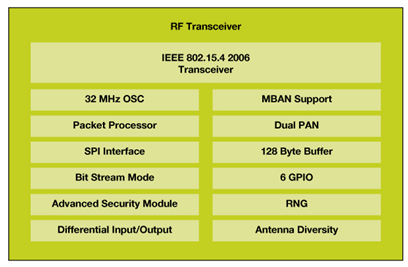 RF Transceiver
IEEE 802.15.4 2006
Transceiver
32 MHz OSC
MBAN Support
Packet Processor
Dual PAN
SPI Interface
128 Byte Buffer
Bit Stream Mode
6 GPIO
Advanced Security Module
RNG
Differential Input/Output
Antenna Diversity